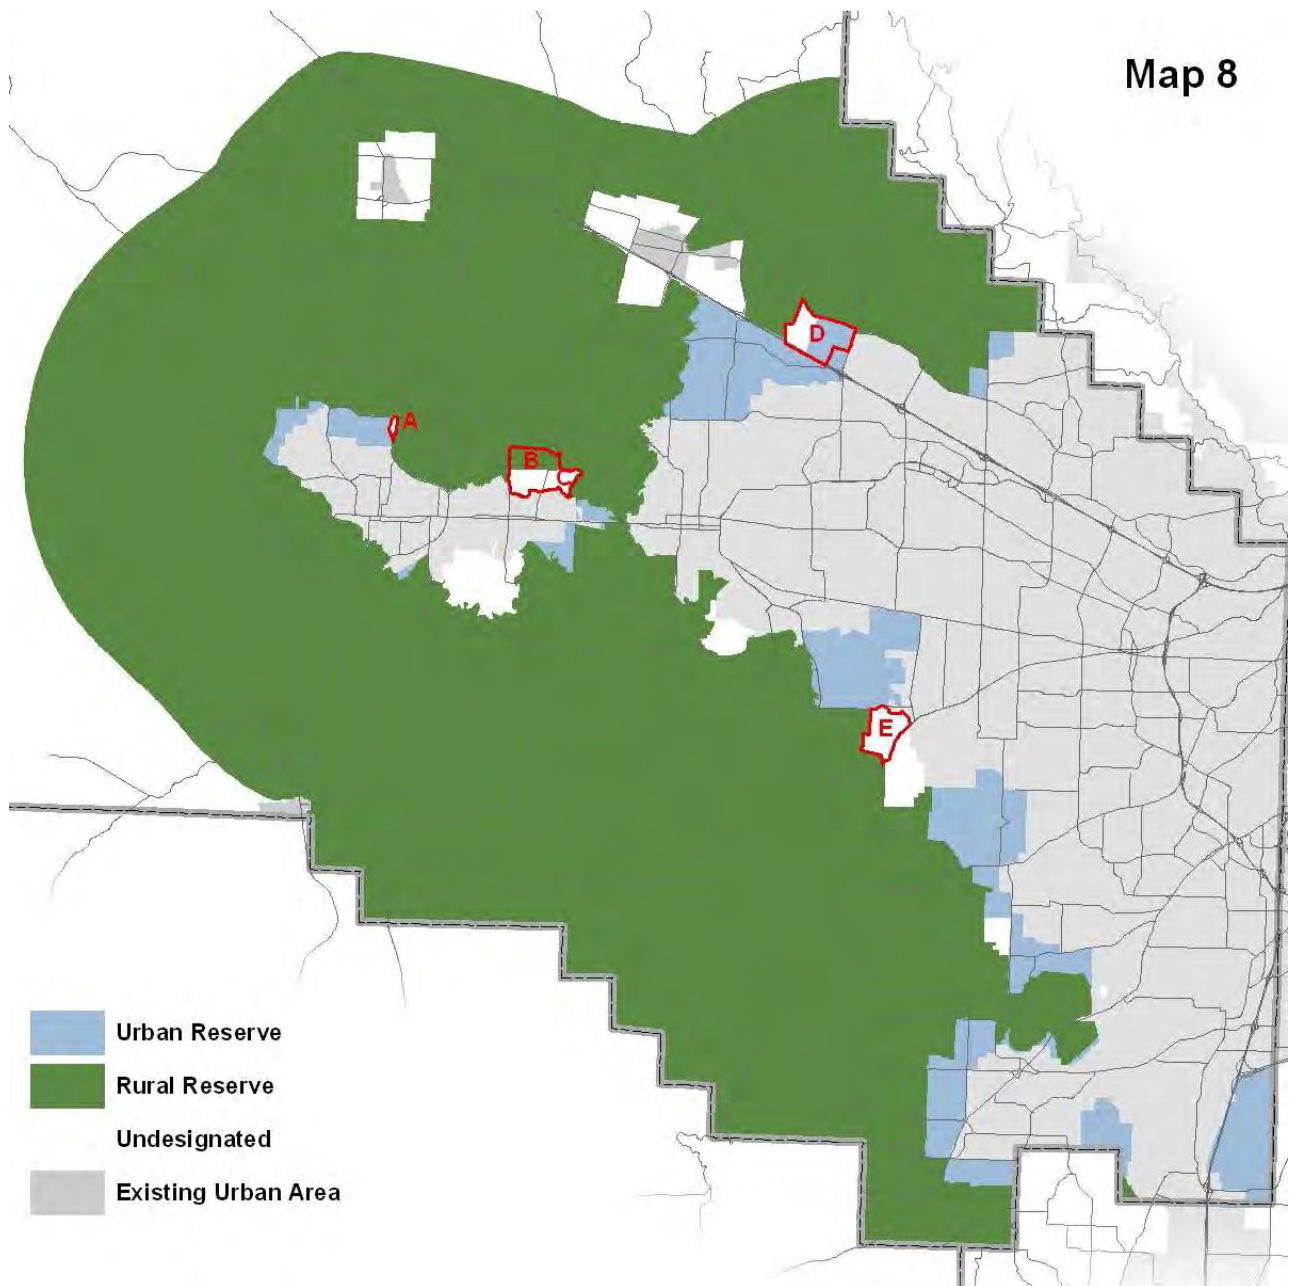 Map 8
D
A
B
C
E
Urban Reserve
Rural Reserve
Undesignated
Existing Urban Area